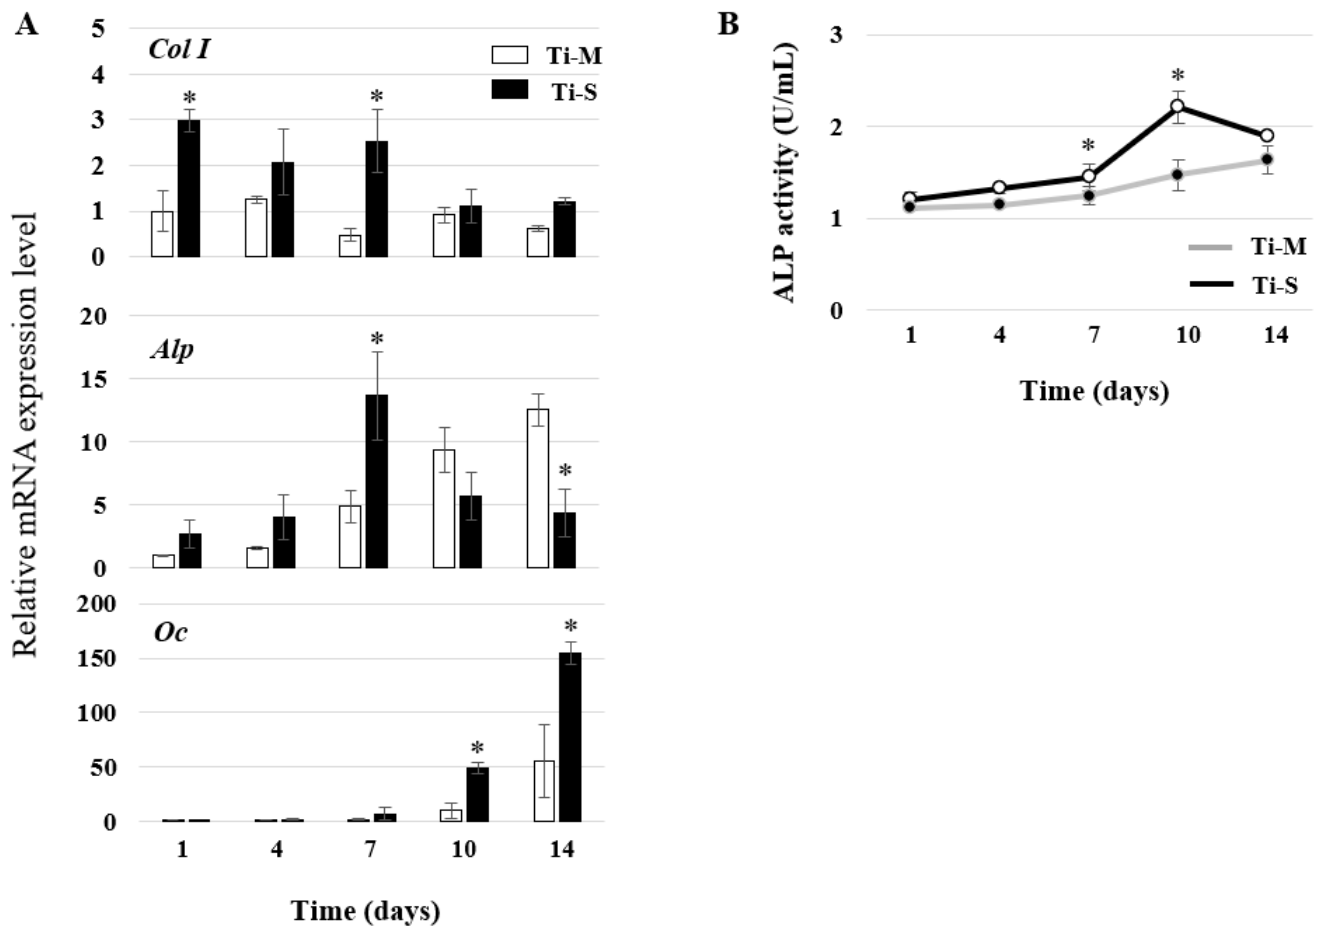 A
Relative mRNA expression level
Col I
Ti-M
Ti-S
5
4
3
2
1
0
*
*
Alp
20
15
10
5
0
*
*
Oc
200
150
100
50
0
*
*
1 4 7 10 14
Time (days)
B
ALP activity (U/mL)
3
2
1
0
*
*
Ti-M
Ti-S
1 4 7 10 14
Time (days)